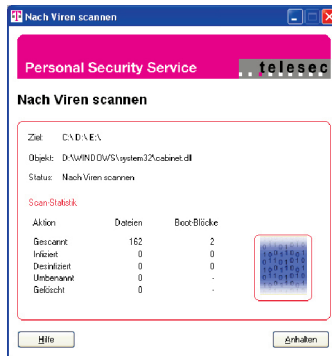 Nach Viren scannen
Personal Security Service
..telesec
Nach Viren scannen
Ziel: C:\ D:\ E:\
Objekt: D:\WINDOWS\system32\cabinet.dll
Status: Nach Viren scannen
Scan-Statistik
Aktion Dateien Boot-Blöcke
Gescannt 162 2
Infiziert 0 0
Desinfiziert 0 0
Umbenannt 0 -
Gelöscht 0 -
Hilfe Anhalten